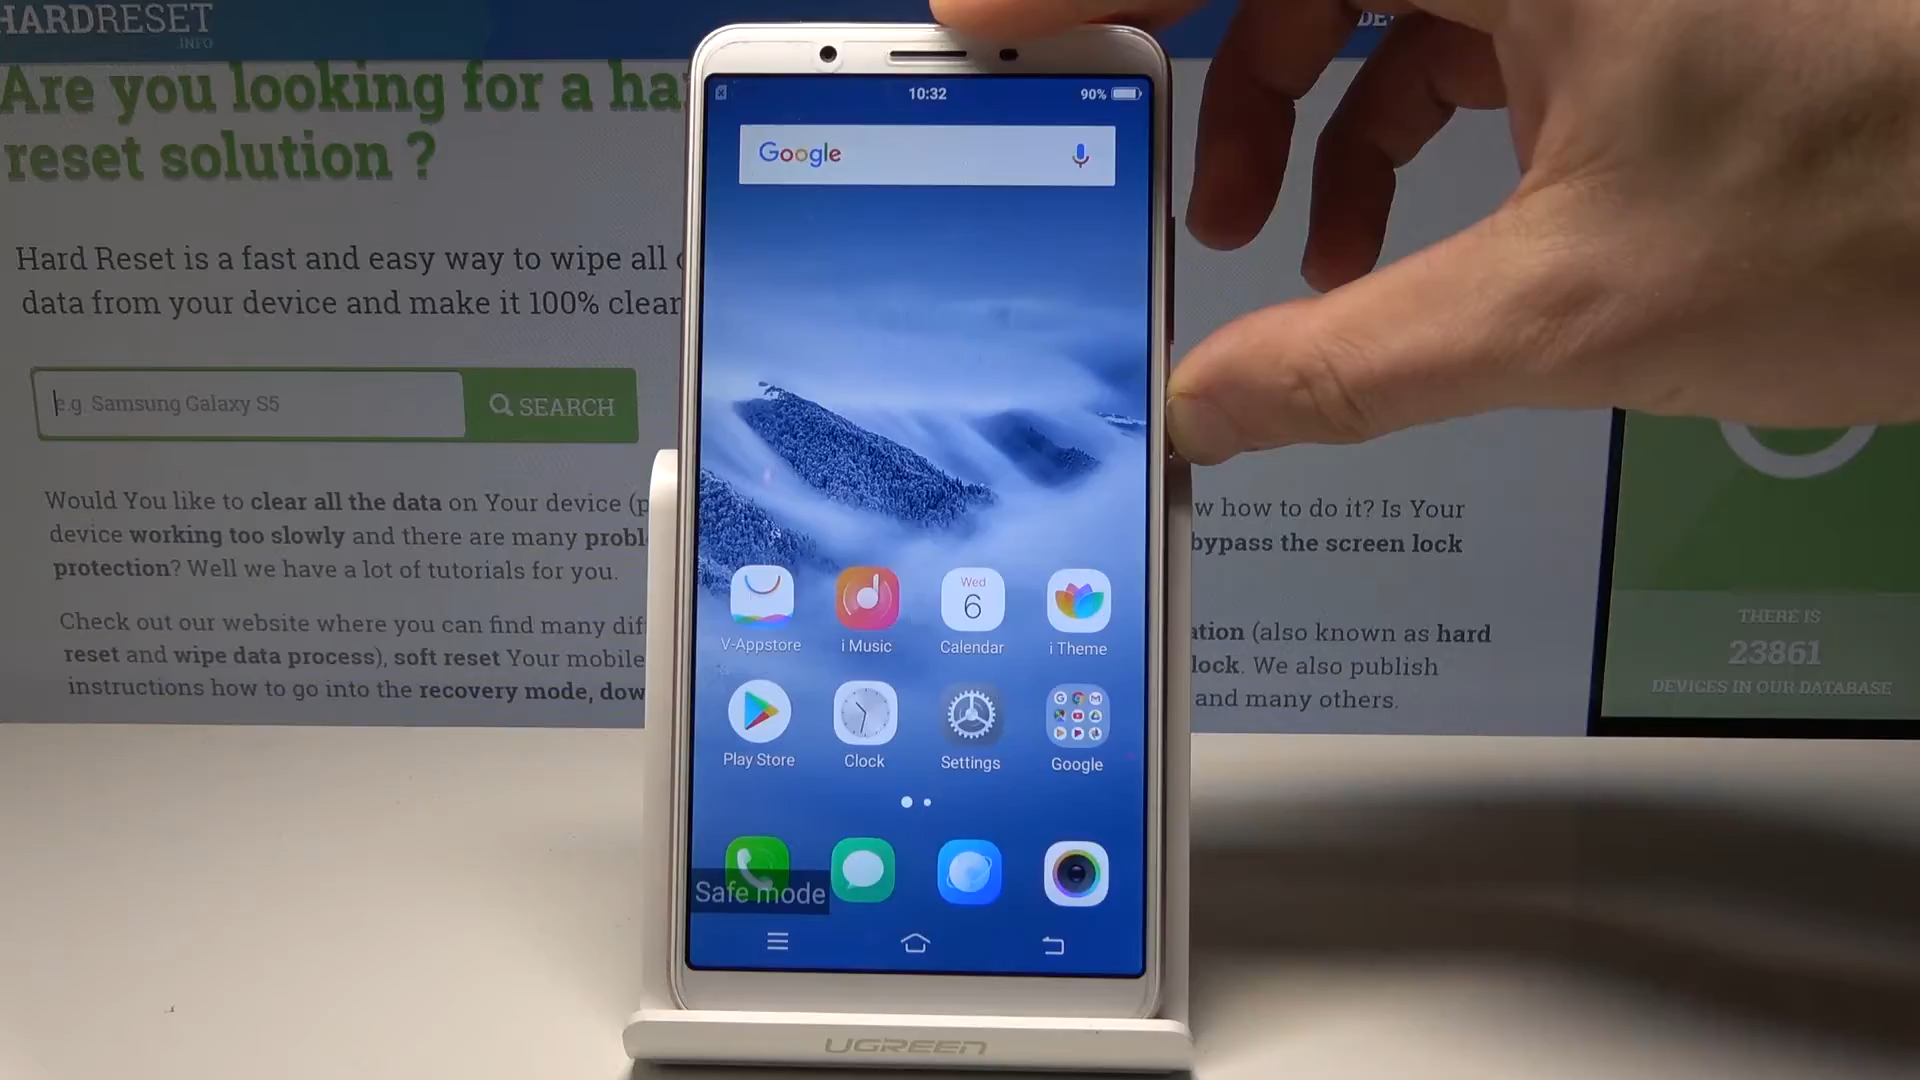 HARDRESET
.INFO
DE
Are you looking for a ha
reset solution ?
Hard Reset is a fast and easy way to wipe all
data from your device and make it 100% clean
e.g. Samsung Galaxy S5
SEARCH
Would You like to clear all the data on Your device (p
device working too slowly and there are many probl
protection? Well we have a lot of tutorials for you.
Check out our website where you can find many dif
reset and wipe data process), soft reset Your mobile
instructions how to go into the recovery mode, dow
w how to do it? Is Your
bypass the screen lock
ation (also known as hard
lock. We also publish
and many others.
THERE IS
23861
DEVICES IN OUR DATABASE
10:32
90%
Google
Wed
6
V-Appstore
i Music
Calendar
i Theme
Play Store
Clock
Settings
Google
Safe mode
UGREEN